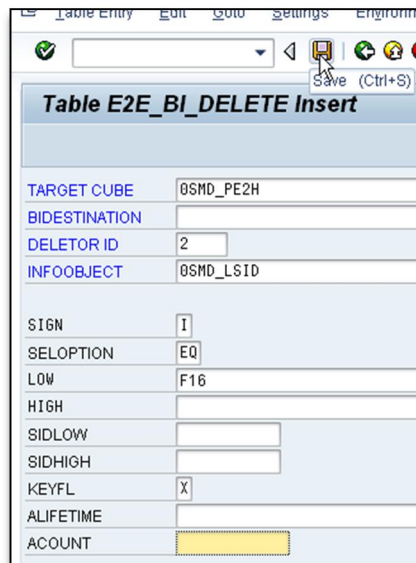 Table Entry Edit Goto Settings Environm
Save (Ctrl+S)
Table E2E_BI_DELETE Insert
TARGET CUBE 0SMD_PE2H
BIDESTINATION
DELETOR ID 2
INFOOBJECT 0SMD_LSID
SIGN I
SELOPTION EQ
LOW F16
HIGH
SIDLOW
SIDHIGH
KEYFL X
ALIFETIME
ACOUNT